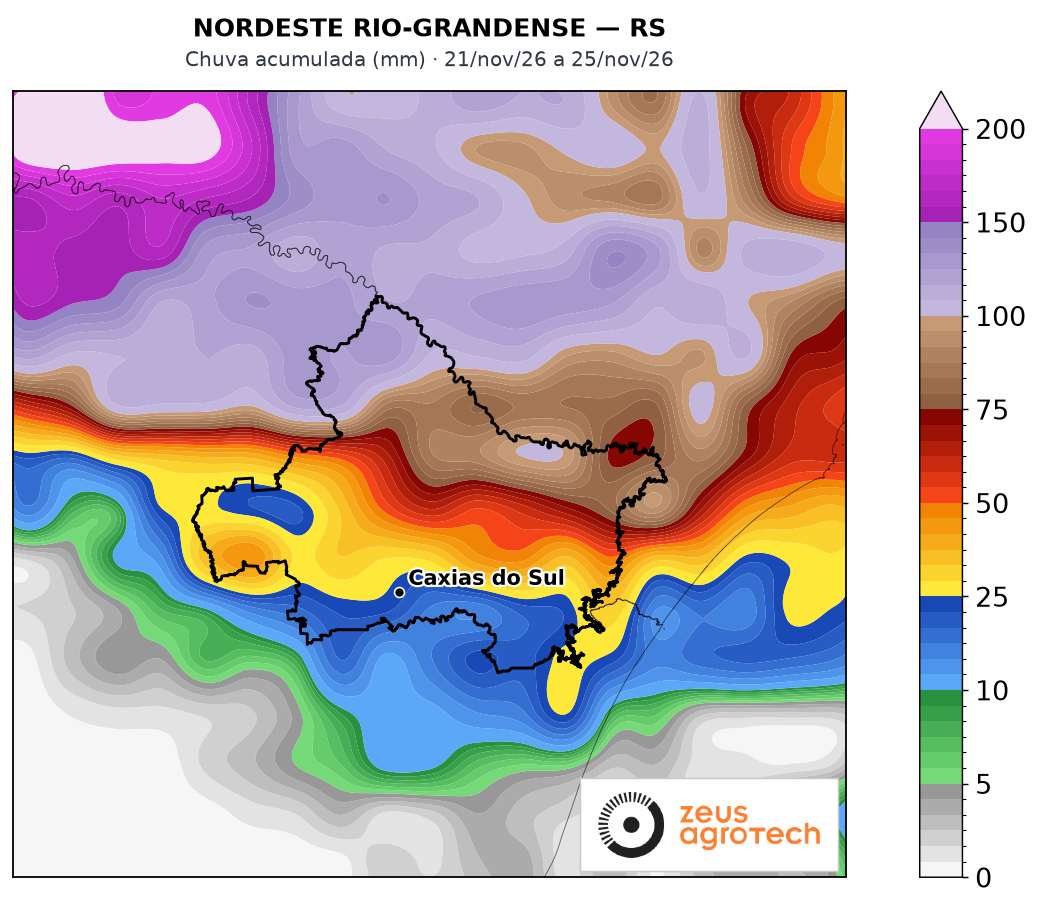 NORDESTE RIO-GRANDENSE — RS
Chuva acumulada (mm) · 21/nov/26 a 25/nov/26
200
150
100
75
50
25
10
5
0
Caxias do Sul
zeus
agrotech